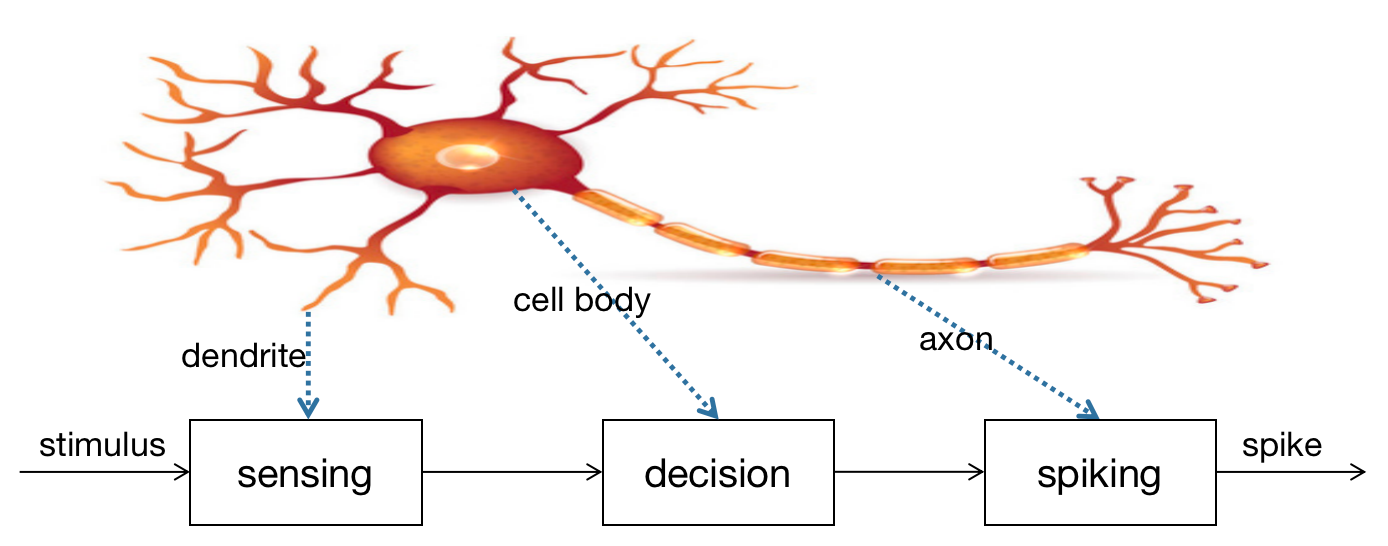 cell body
axon
dendrite
stimulus
sensing
decision
spiking
spike